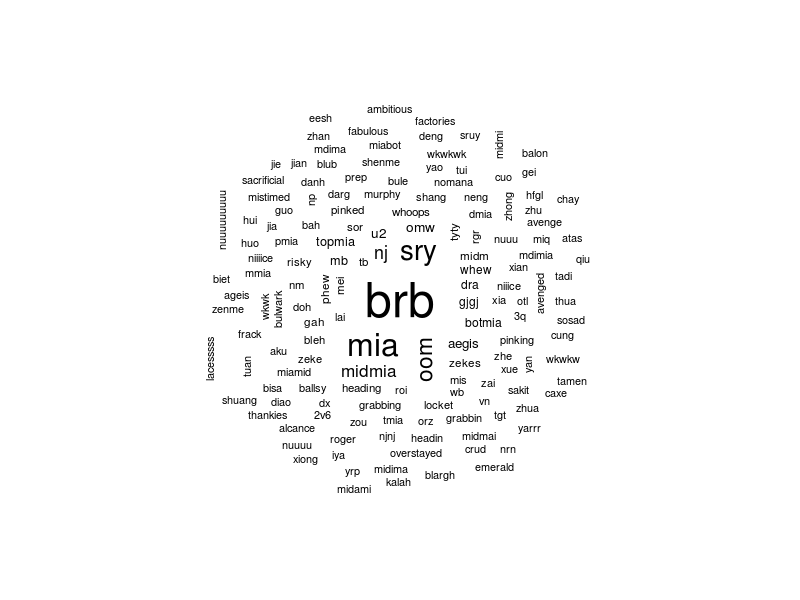 ambitious
eesh
factories
zhan
fabulous
deng
sruy
midmi
mdima
miabot
wkwkwk
balon
jie
jian
blub
shenme
yao
tui
cuo
gei
sacrificial
danh
prep
bule
nomana
nuuuuuuuuuu
mistimed
np
darg
murphy
shang
neng
zhong
hfgl
chay
guo
pinked
whoops
dmia
zhu
hui
jia
bah
sor
u2
omw
tyty
rgr
avenge
huo
pmia
topmia
nj
sry
nuuu
miq
atas
niiiice
risky
mb
tb
midm
mdimia
qiu
biet
mmia
whew
xian
tadi
ageis
wkwk
bulwark
nm
phew
mei
brb
dra
niiice
avenged
zenme
doh
gjgj
xia
otl
thua
gah
lai
botmia
3q
sosad
lacesssss
frack
bleh
mia
oom
aegis
pinking
cung
tuan
aku
zeke
zekes
zhe
xue
yan
wkwkw
miamid
midmia
mis
zai
tamen
bisa
ballsy
heading
roi
wb
sakit
caxe
shuang
diao
dx
grabbing
locket
vn
zhua
thankies
2v6
zou
tmia
orz
grabbin
tgt
alcance
yarrr
nuuuu
roger
njnj
headin
midmai
xiong
iya
overstayed
crud
nrn
yrp
midima
blargh
emerald
midami
kalah